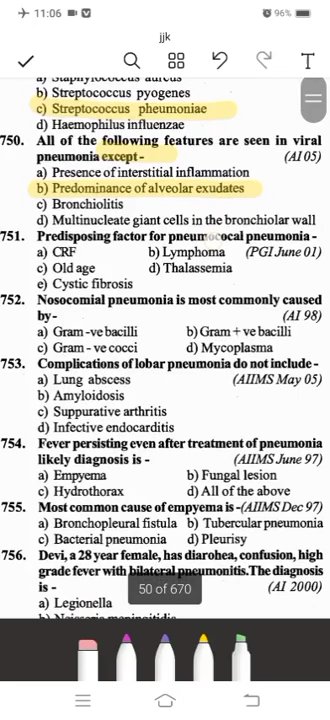 11:06
96%
jjk
T
a) Staphylococcus aureus
b) Streptococcus pyogenes
c) Streptococcus pheumoniae
d) Haemophilus influenzae
750. All of the following features are seen in viral
pneumonia except - (AI 05)
a) Presence of interstitial inflammation
b) Predominance of alveolar exudates
c) Bronchiolitis
d) Multinucleate giant cells in the bronchiolar wall
751. Predisposing factor for pneumococal pneumonia -
a) CRF b) Lymphoma (PGI June 01)
c) Old age d) Thalassemia
e) Cystic fibrosis
752. Nosocomial pneumonia is most commonly caused
by- (AI 98)
a) Gram -ve bacilli b) Gram + ve bacilli
c) Gram - ve cocci d) Mycoplasma
753. Complications of lobar pneumonia do not include -
a) Lung abscess (AIIMS May 05)
b) Amyloidosis
c) Suppurative arthritis
d) Infective endocarditis
754. Fever persisting even after treatment of pneumonia
likely diagnosis is - (AIIMS June 97)
a) Empyema b) Fungal lesion
c) Hydrothorax d) All of the above
755. Most common cause of empyema is -(AIIMS Dec 97)
a) Bronchopleural fistula b) Tubercular pneumonia
c) Bacterial pneumonia d) Pleurisy
756. Devi, a 28 year female, has diarohea, confusion, high
grade fever with bilateral pneumonitis.The diagnosis
is - (AI 2000)
a) Legionella
50 of 670